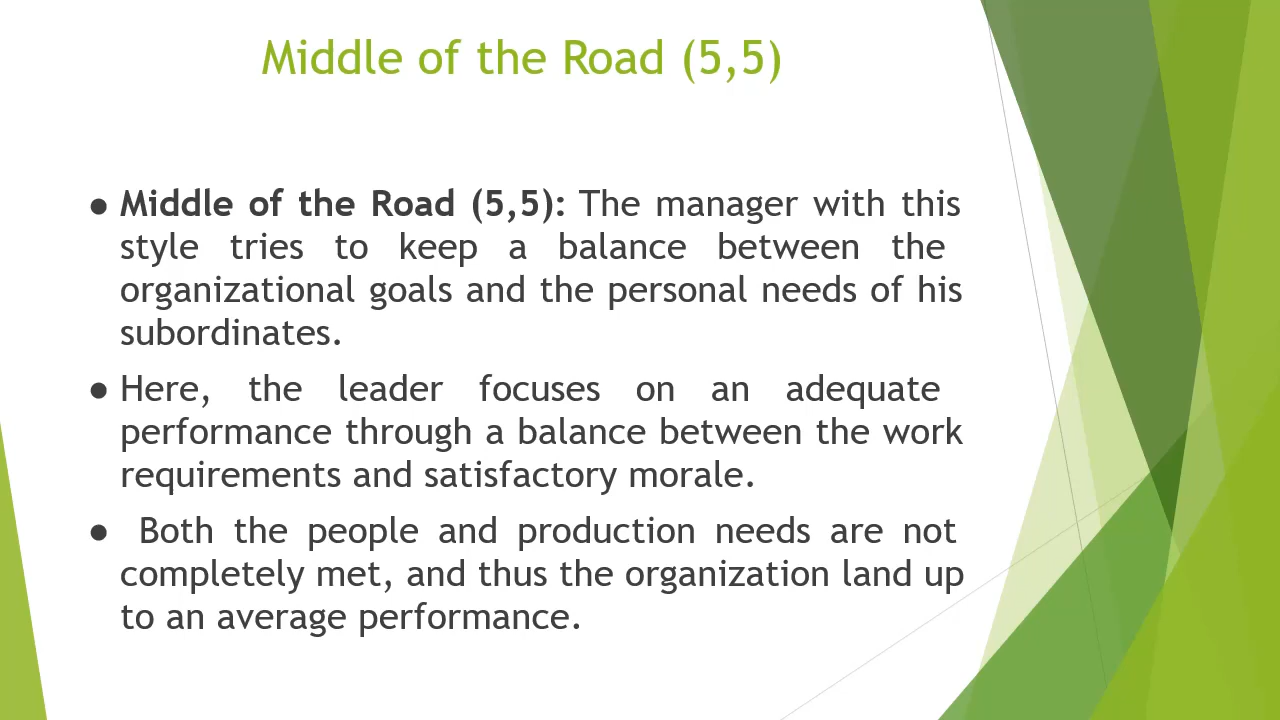 Middle of the Road (5,5)
● Middle of the Road (5,5): The manager with this
style tries to keep a balance between the
organizational goals and the personal needs of his
subordinates.
● Here, the leader focuses on an adequate
performance through a balance between the work
requirements and satisfactory morale.
● Both the people and production needs are not
completely met, and thus the organization land up
to an average performance.